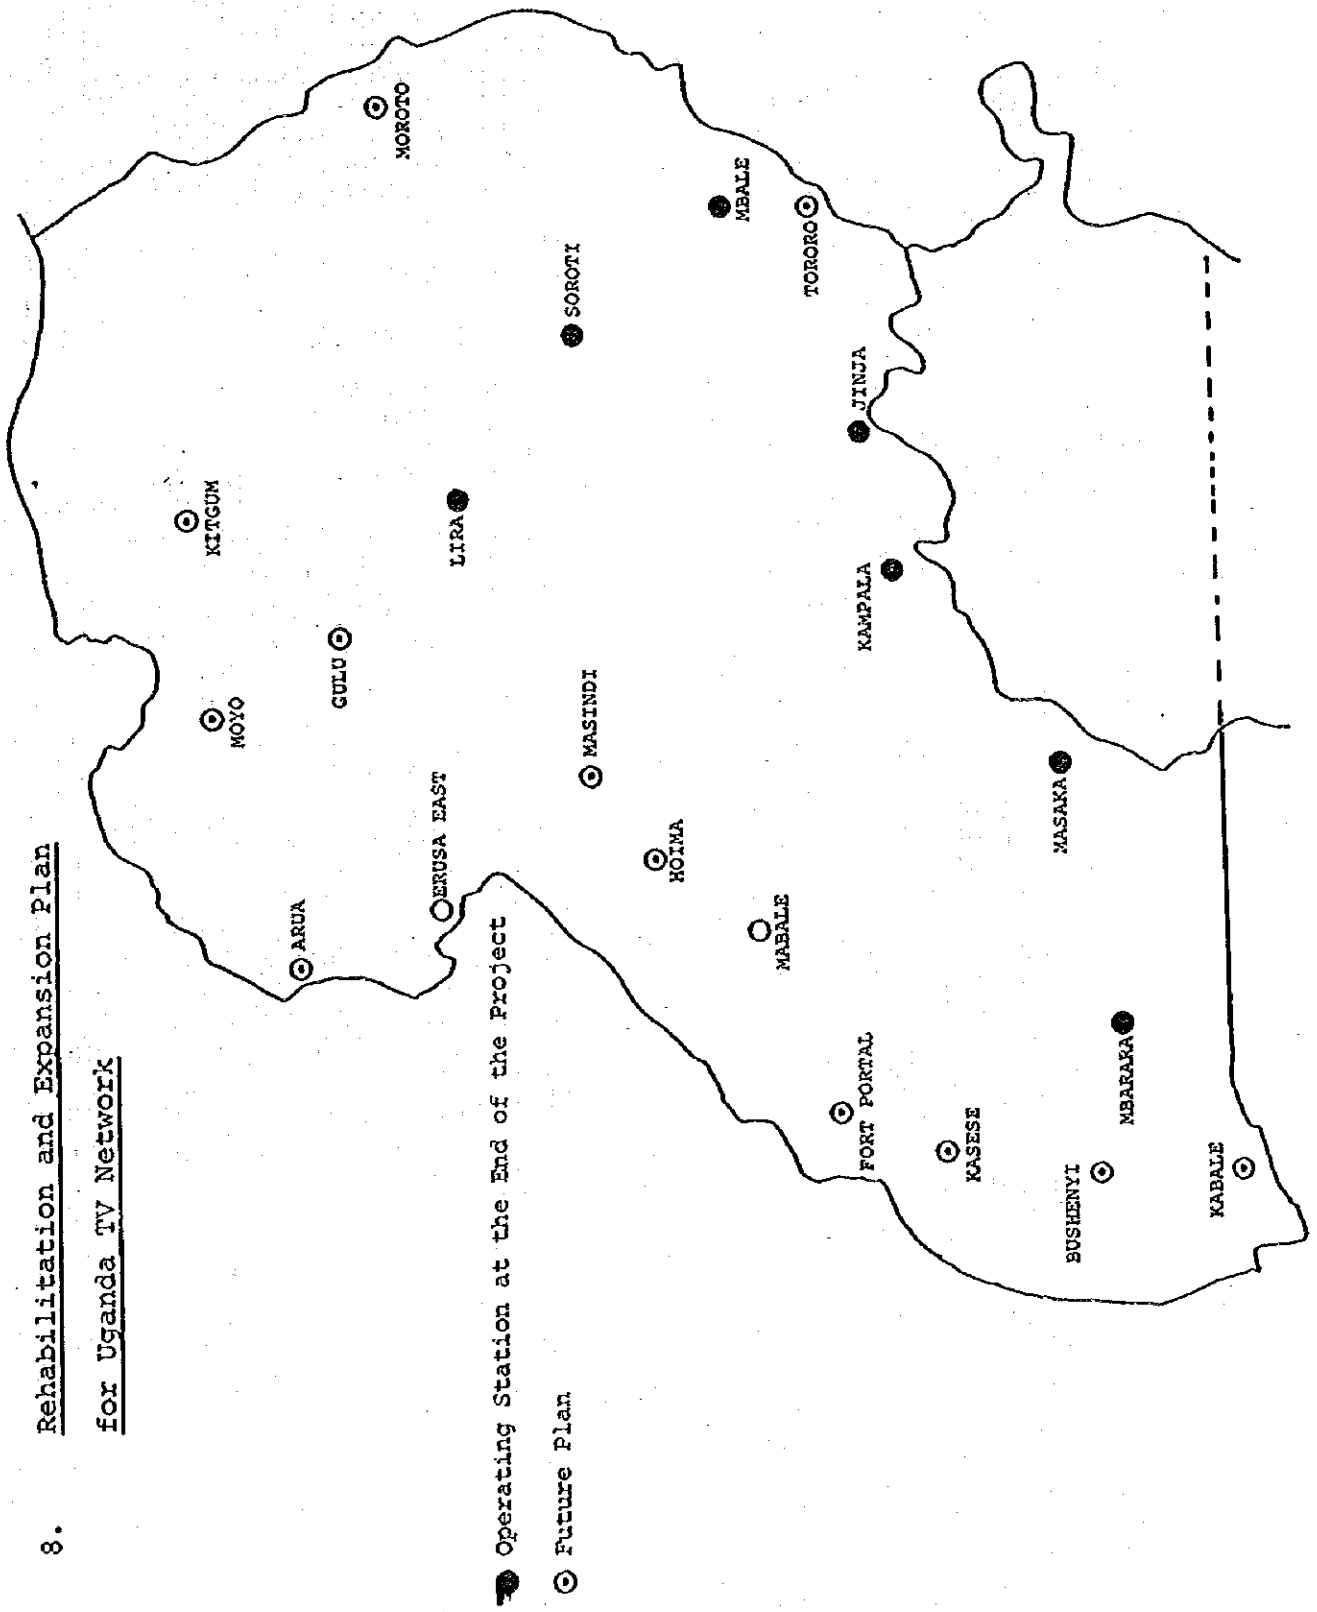 8. Rehabilitation and Expansion Plan
for Uganda TV Network
Operating Station at the End of the Project
Future Plan
MOYO
KITGUM
ARUA
GULU
MOROTO
ERUSA EAST
LIRA
MASINDI
SOROTI
HOIMA
MABALE
MBALE
TORORO
FORT PORTAL
KAMPALA
JINJA
KASESE
MASAKA
BUSHENYI
MBARARA
KABALE